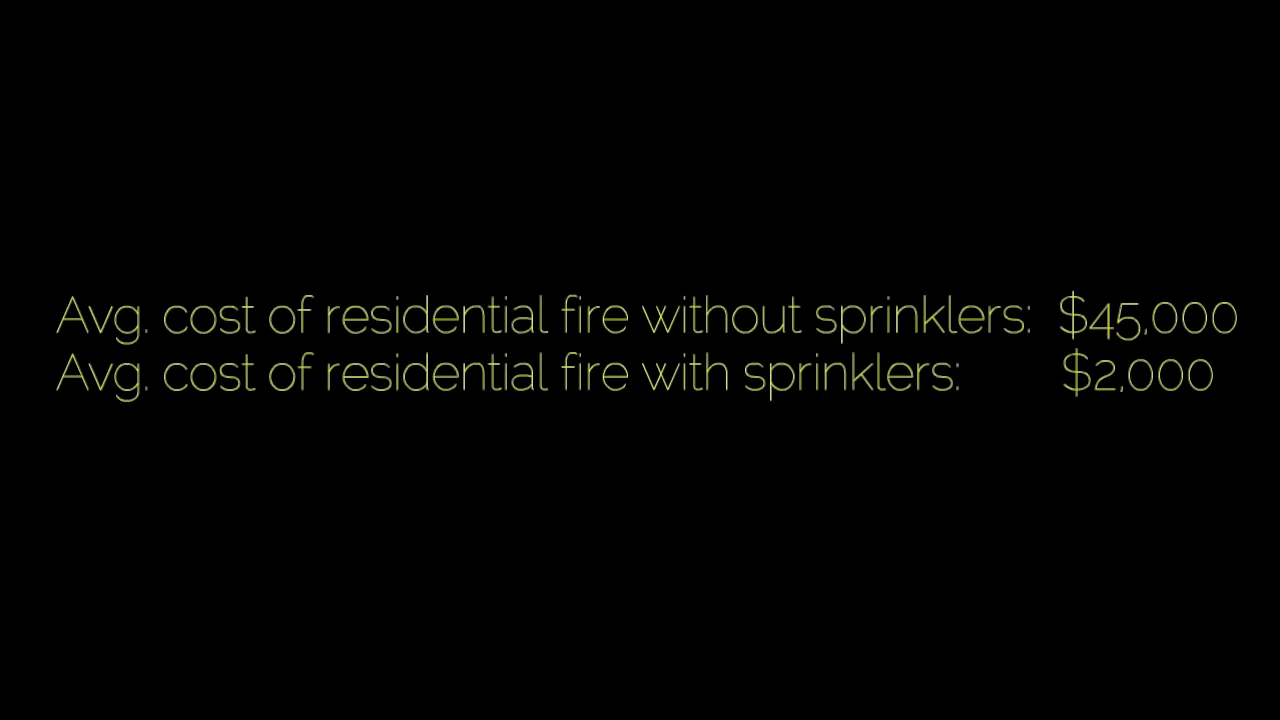 Avg. cost of residential fire without sprinklers: $45,000
Avg. cost of residential fire with sprinklers: $2,000